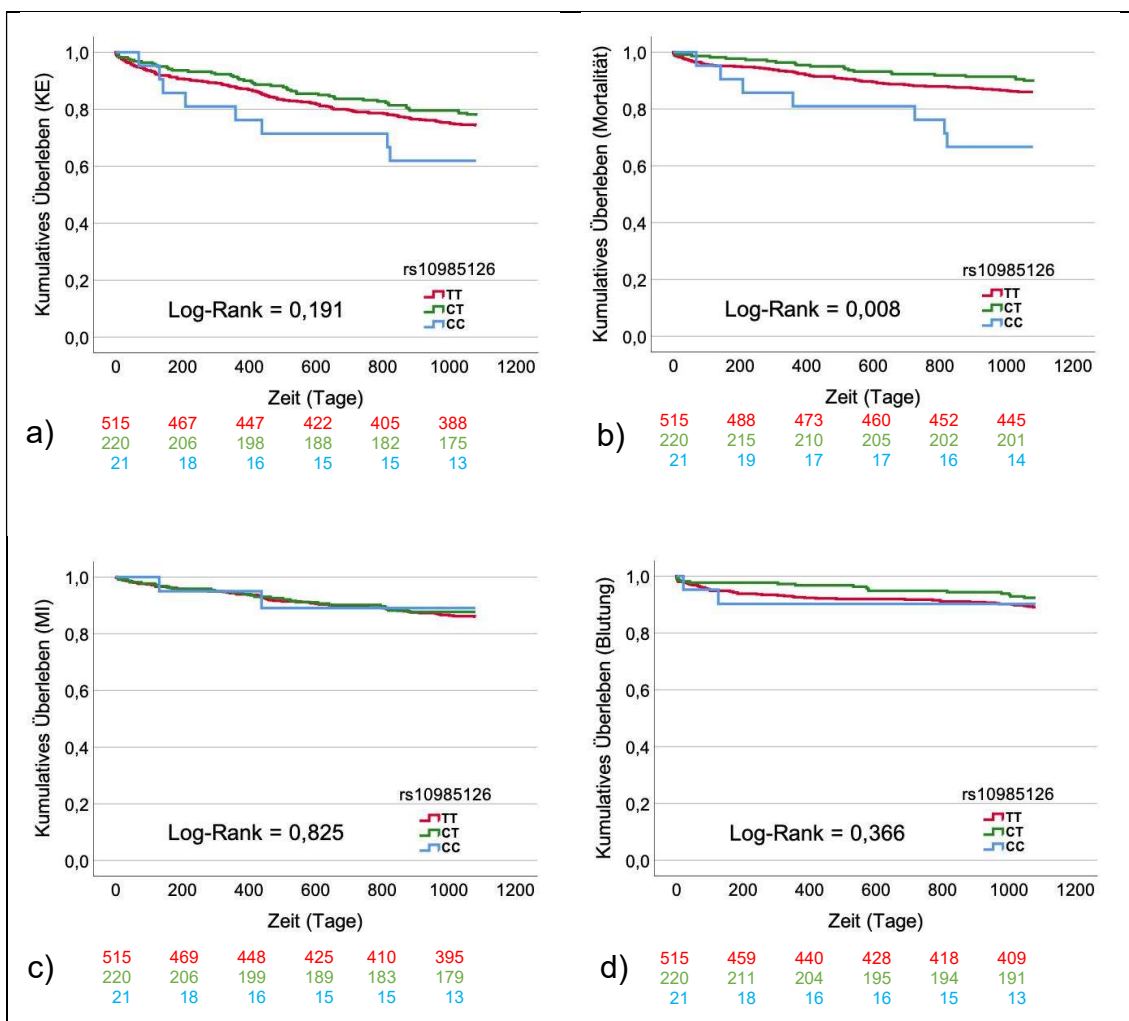 Kumulatives Überleben (KE)
1,0
0,8
0,6
0,4
0,2
0,0
rs10985126
TT
CT
CC
Log-Rank = 0,191
0 200 400 600 800 1000 1200
Zeit (Tage)
a)
515 467 447 422 405 388
220 206 198 188 182 175
21 18 16 15 15 13
Kumulatives Überleben (Mortalität)
1,0
0,8
0,6
0,4
0,2
0,0
rs10985126
TT
CT
CC
Log-Rank = 0,008
0 200 400 600 800 1000 1200
Zeit (Tage)
b)
515 488 473 460 452 445
220 215 210 205 202 201
21 19 17 17 16 14
Kumulatives Überleben (MI)
1,0
0,8
0,6
0,4
0,2
0,0
rs10985126
TT
CT
CC
Log-Rank = 0,825
0 200 400 600 800 1000 1200
Zeit (Tage)
c)
515 469 448 425 410 395
220 206 199 189 183 179
21 18 16 15 15 13
Kumulatives Überleben (Blutung)
1,0
0,8
0,6
0,4
0,2
0,0
rs10985126
TT
CT
CC
Log-Rank = 0,366
0 200 400 600 800 1000 1200
Zeit (Tage)
d)
515 459 440 428 418 409
220 211 204 195 194 191
21 18 16 16 15 13